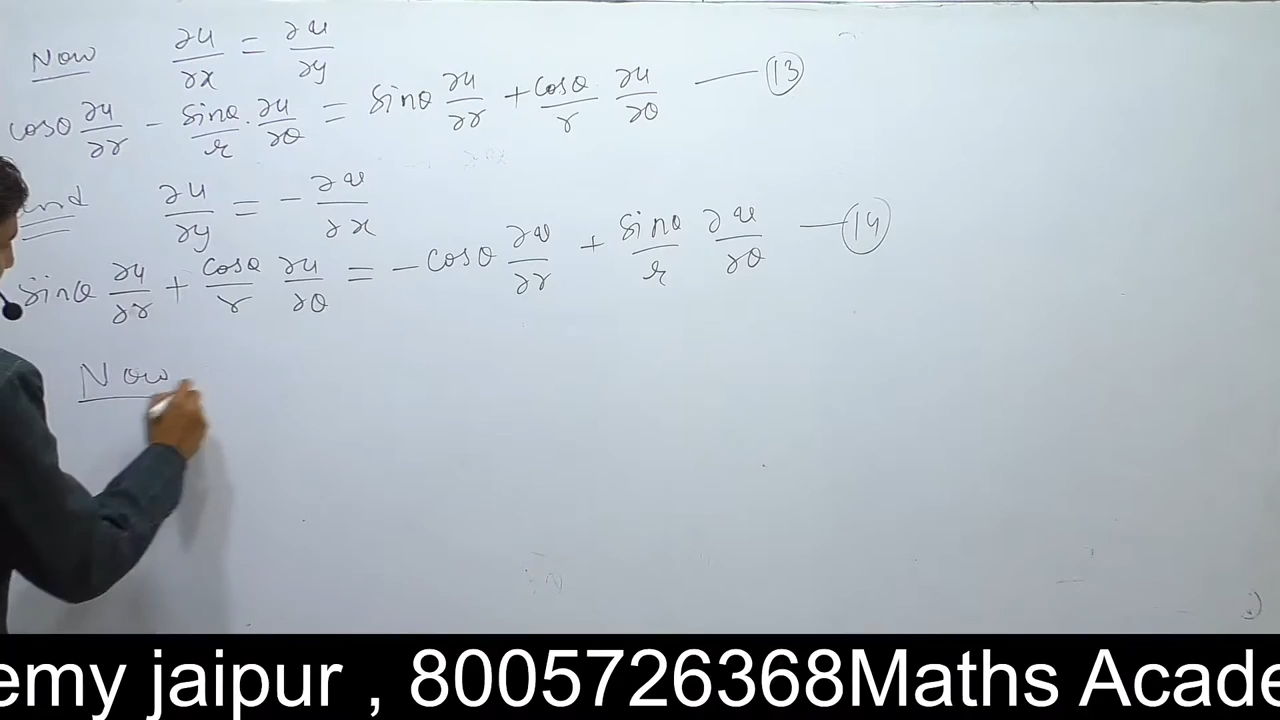 Now ∂u/∂x = ∂v/∂y
cosθ ∂u/∂r - sinθ/r . ∂u/∂θ = sinθ ∂v/∂r + cosθ/r . ∂v/∂θ —— 13
and ∂u/∂y = - ∂v/∂x
sinθ ∂u/∂r + cosθ/r ∂u/∂θ = - cosθ ∂v/∂r + sinθ/r ∂v/∂θ —— 14
Now
emy jaipur , 8005726368Maths Acade